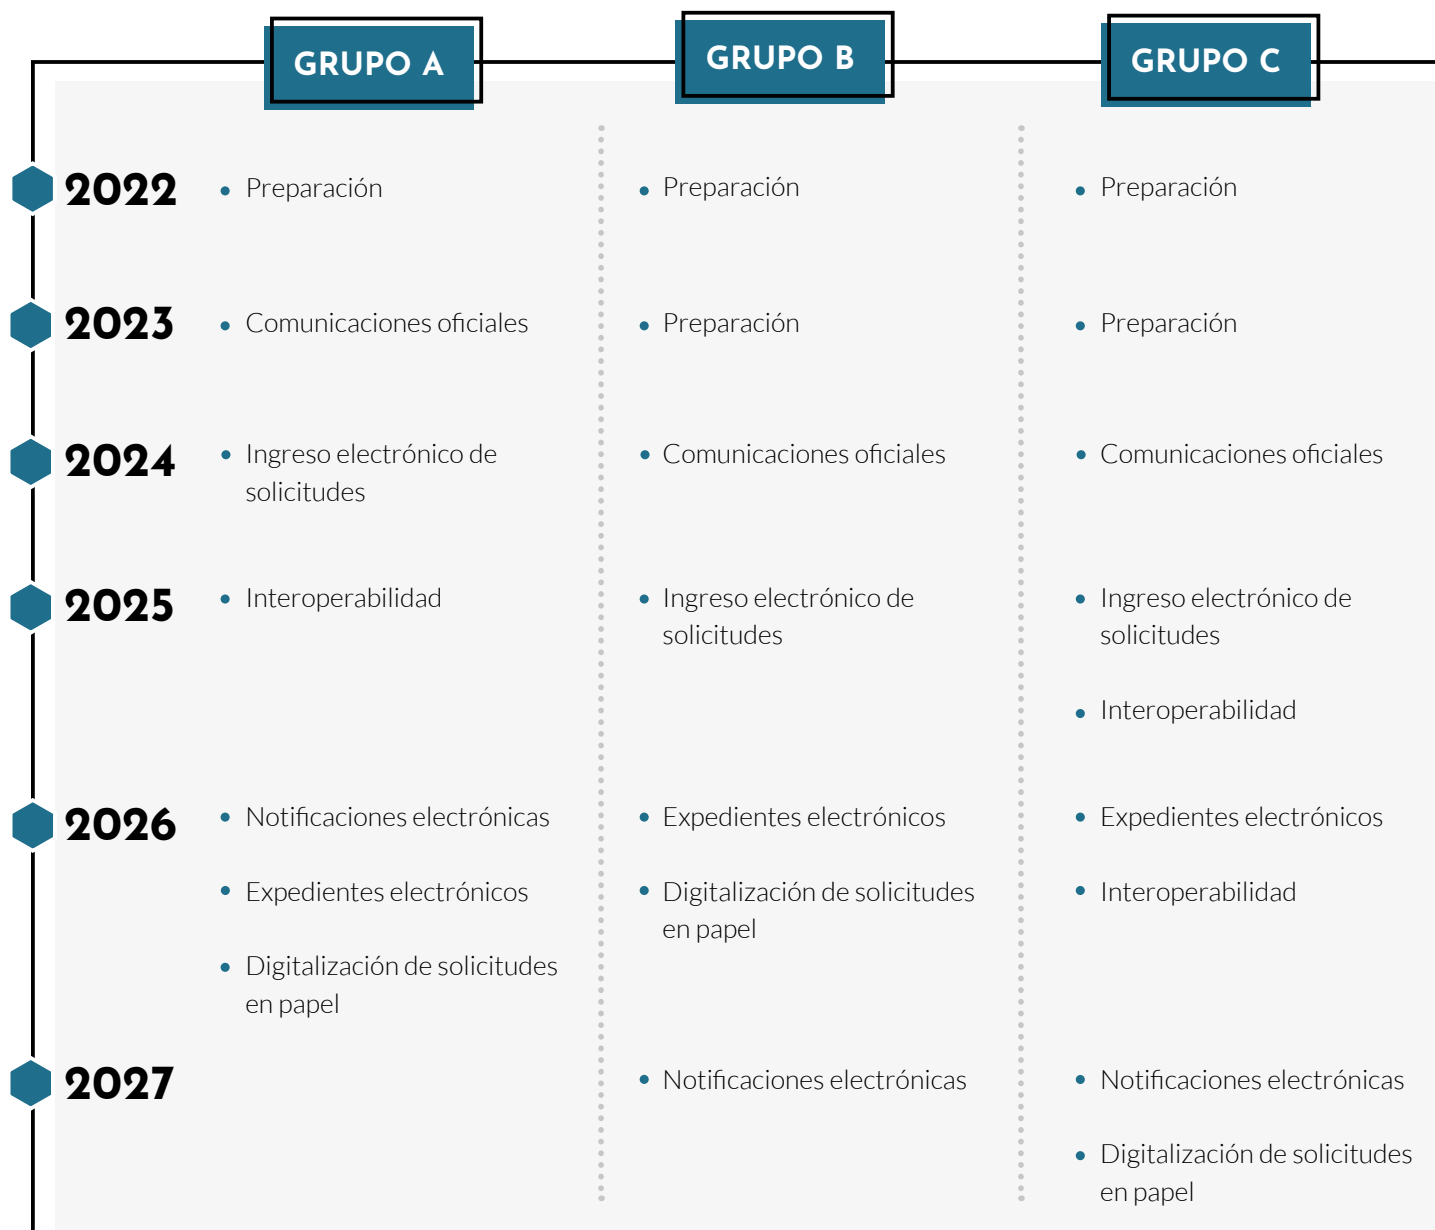 GRUPO A
GRUPO B
GRUPO C
2022
Preparación
Preparación
Preparación
2023
Comunicaciones oficiales
Preparación
Preparación
2024
Ingreso electrónico de
solicitudes
Comunicaciones oficiales
Comunicaciones oficiales
2025
Interoperabilidad
Ingreso electrónico de
solicitudes
Ingreso electrónico de
solicitudes
Interoperabilidad
2026
Notificaciones electrónicas
Expedientes electrónicos
Digitalización de solicitudes
en papel
Expedientes electrónicos
Digitalización de solicitudes
en papel
Expedientes electrónicos
Interoperabilidad
2027
Notificaciones electrónicas
Notificaciones electrónicas
Digitalización de solicitudes
en papel